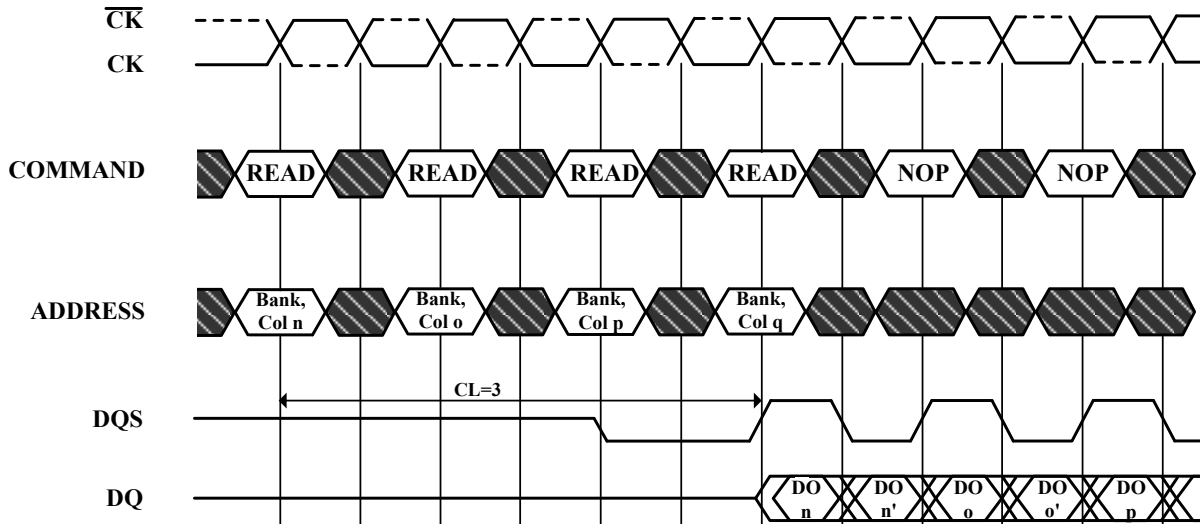 CK
CK
COMMAND
READ
READ
READ
READ
NOP
NOP
ADDRESS
Bank,
Col n
Bank,
Col o
Bank,
Col p
Bank,
Col q
CL=3
DQS
DQ
DO
n
DO
n'
DO
o
DO
o'
DO
p